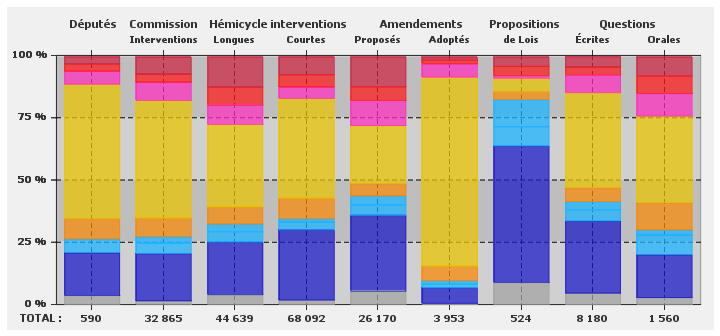 Députés Commission Hémicycle interventions Amendements Propositions Questions
Interventions Longues Courtes Proposés Adoptés de Lois Écrites Orales
100 %
75 %
50 %
25 %
0 %
TOTAL : 590 32 865 44 639 68 092 26 170 3 953 524 8 180 1 560